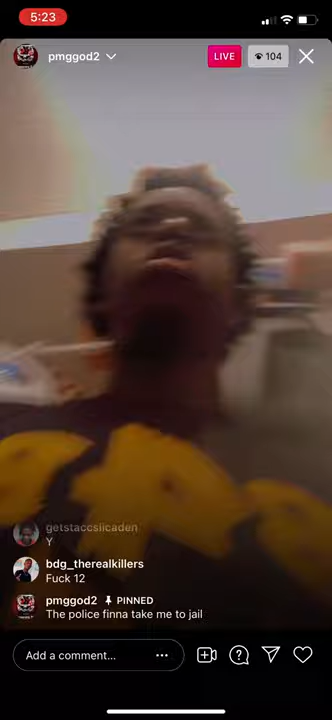 5:23
pmggod2
LIVE
104
getstaccslicaden
Y
bdg_therealkillers
Fuck 12
pmggod2 PINNED
The police finna take me to jail
Add a comment...